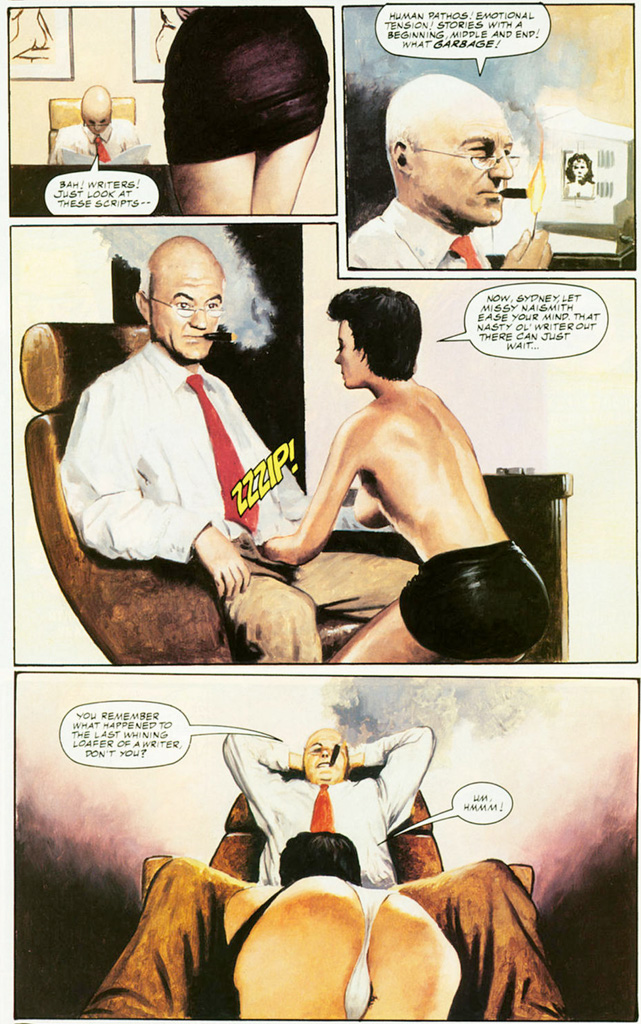 BAH! WRITERS!
JUST LOOK AT
THESE SCRIPTS--
HUMAN PATHOS! EMOTIONAL
TENSION! STORIES WITH A
BEGINNING, MIDDLE AND END!
WHAT GARBAGE!
NOW, SYDNEY, LET
MISSY NAISMITH
EASE YOUR MIND. THAT
NASTY OL' WRITER OUT
THERE CAN JUST
WAIT...
ZZZIP!
YOU REMEMBER
WHAT HAPPENED TO
THE LAST WHINING
LOAFER OF A WRITER,
DON'T YOU?
UM,
HMMM!